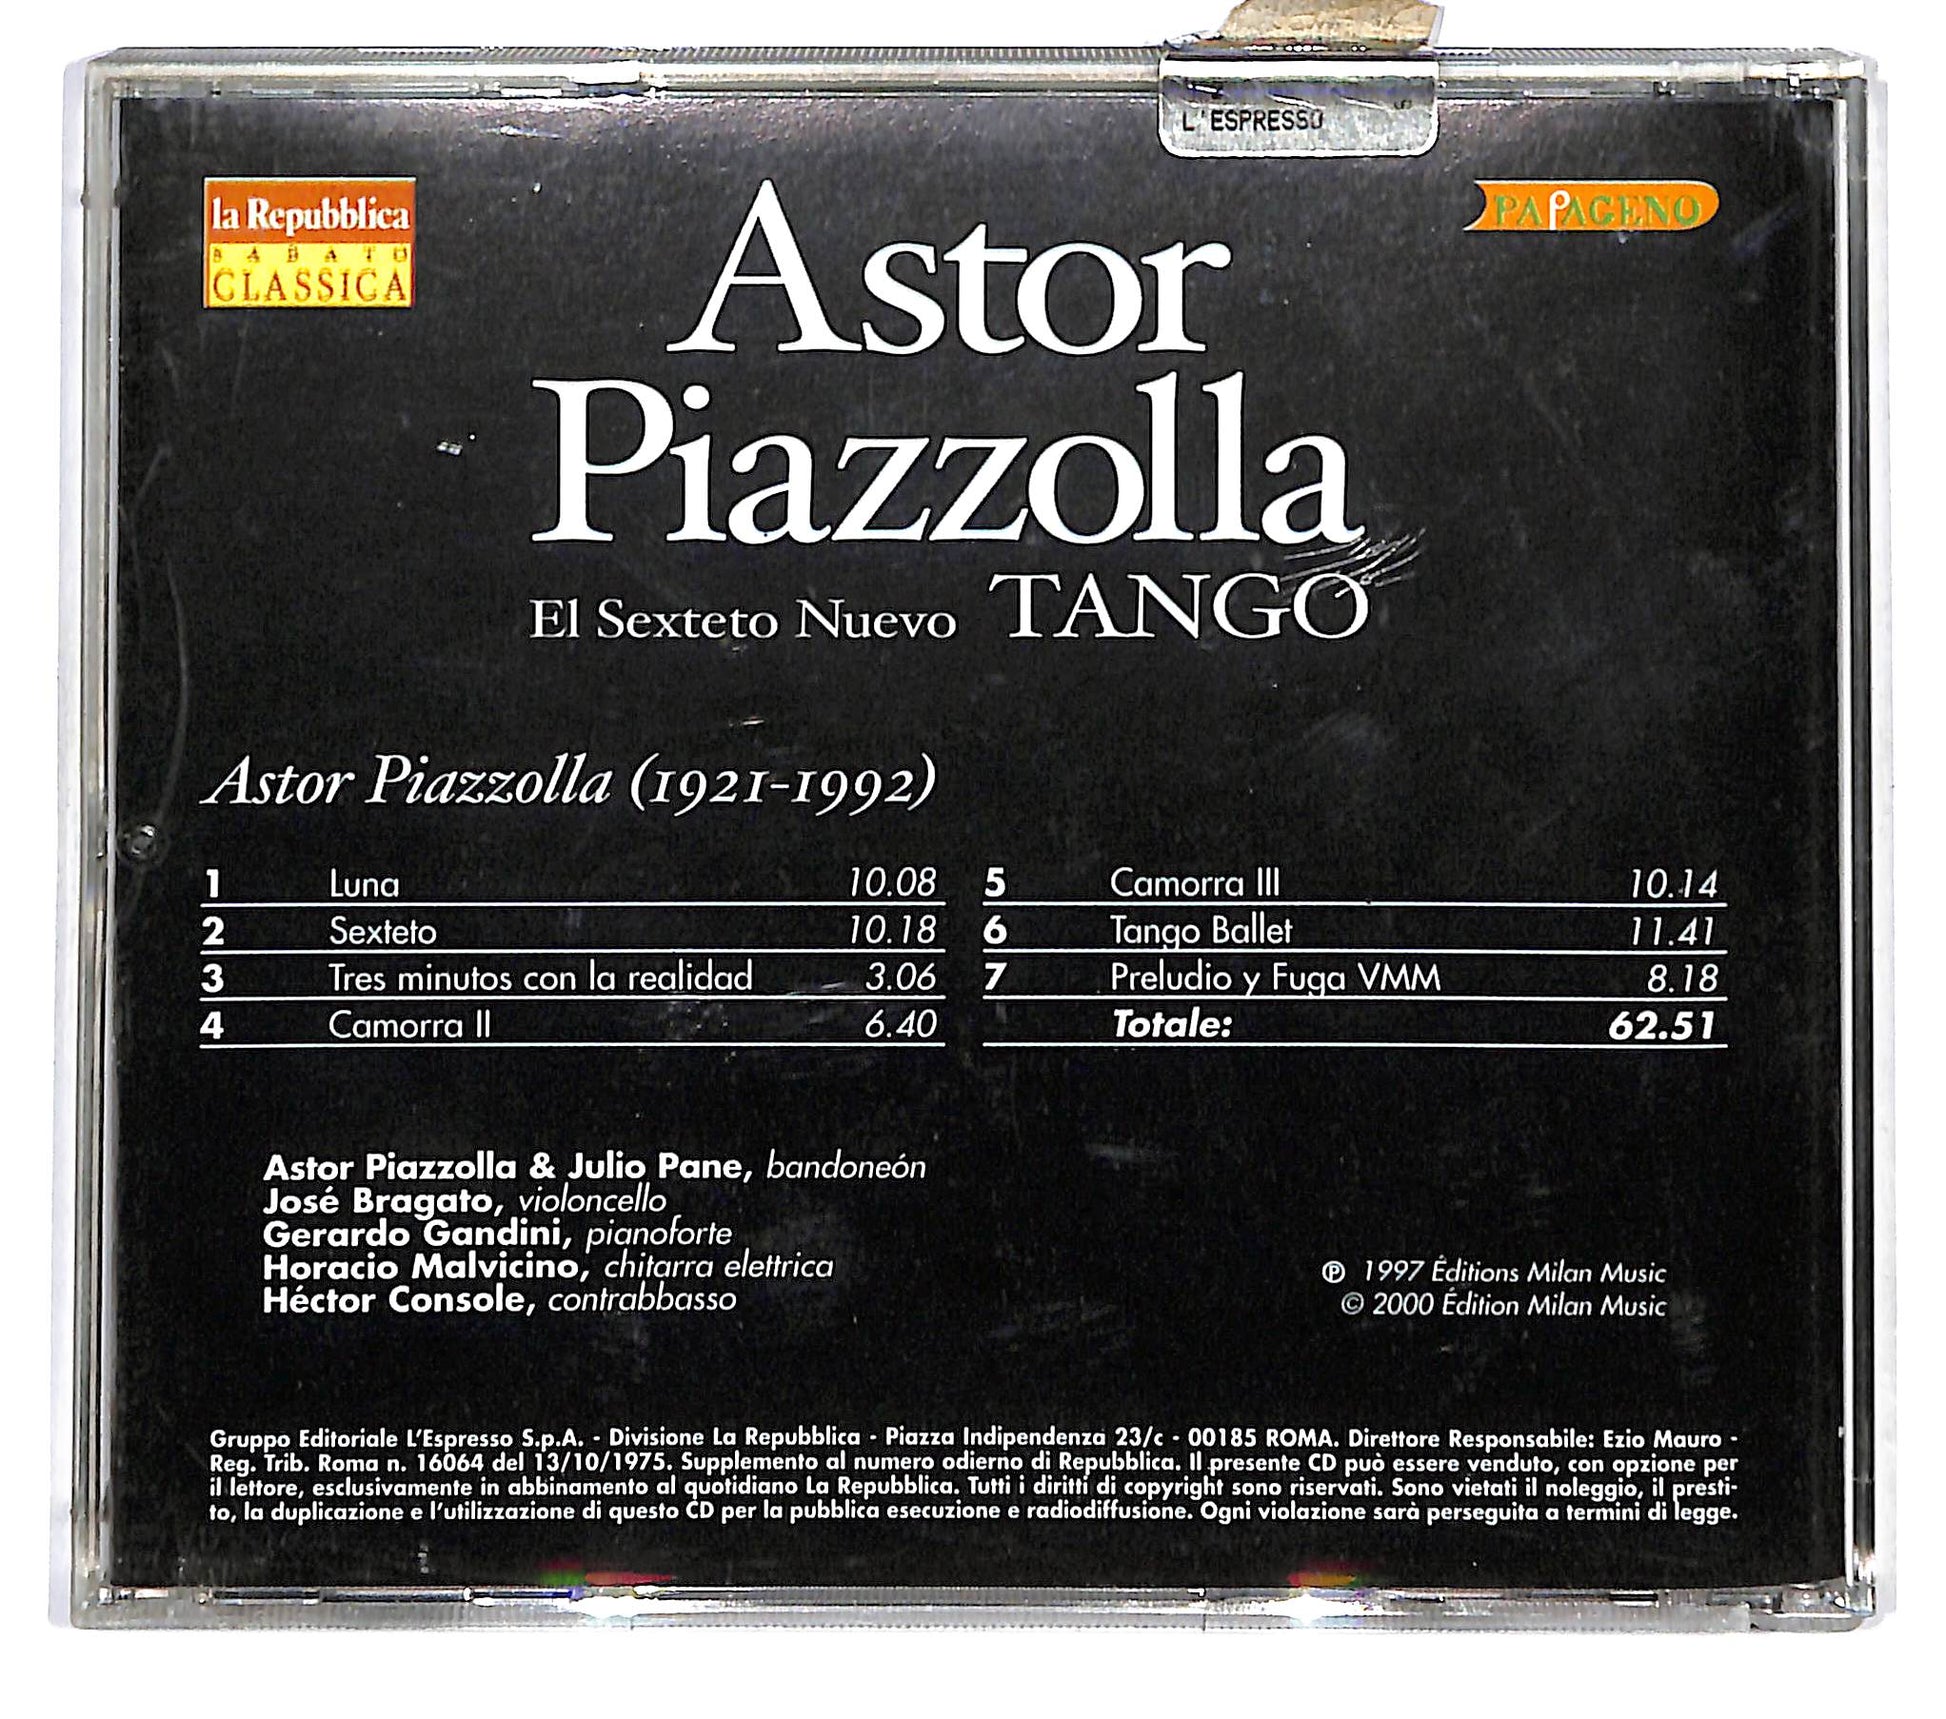 L'ESPRESSO
la Repubblica
SABATO
CLASSICA
PAPAGENO
Astor
Piazzolla
El Sexteto Nuevo TANGO
Astor Piazzolla (1921-1992)
1 Luna 10.08
2 Sexteto 10.18
3 Tres minutos con la realidad 3.06
4 Camorra II 6.40
5 Camorra III 10.14
6 Tango Ballet 11.41
7 Preludio y Fuga VMM 8.18
Totale: 62.51
Astor Piazzolla & Julio Pane, bandoneón
José Bragato, violoncello
Gerardo Gandini, pianoforte
Horacio Malvicino, chitarra elettrica
Héctor Console, contrabbasso
℗ 1997 Éditions Milan Music
© 2000 Édition Milan Music
Gruppo Editoriale L'Espresso S.p.A. - Divisione La Repubblica - Piazza Indipendenza 23/c - 00185 ROMA. Direttore Responsabile: Ezio Mauro -
Reg. Trib. Roma n. 16064 del 13/10/1975. Supplemento al numero odierno di Repubblica. Il presente CD può essere venduto, con opzione per
il lettore, esclusivamente in abbinamento al quotidiano La Repubblica. Tutti i diritti di copyright sono riservati. Sono vietati il noleggio, il presti-
to, la duplicazione e l'utilizzazione di questo CD per la pubblica esecuzione e radiodiffusione. Ogni violazione sarà perseguita a termini di legge.